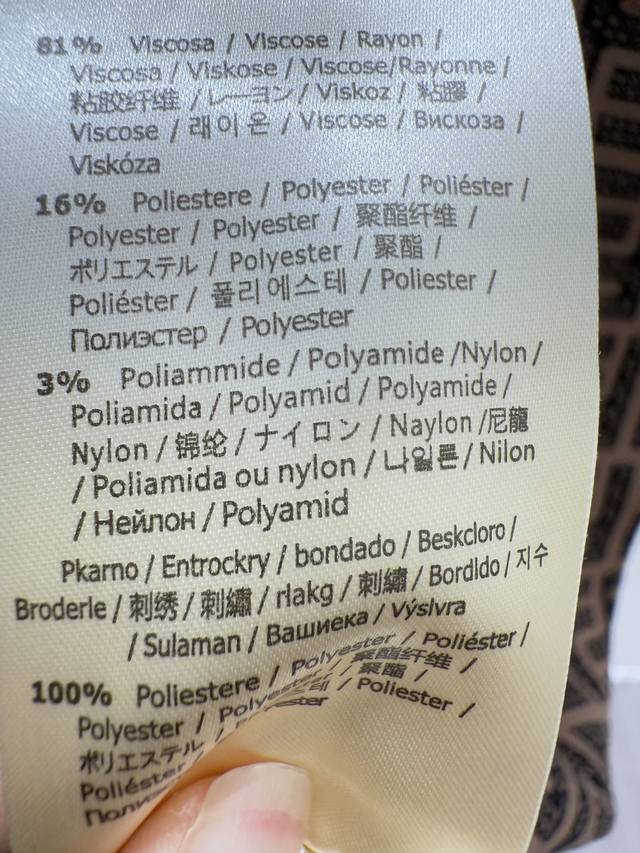 81% Viscosa / Viscose / Rayon /
Viscosa / Viskose / Viscose/Rayonne /
粘胶纤维 / レーヨン / Viskoz / 粘膠 /
Viscose / 래이온 / Viscose / Вискоза /
Viskóza
16% Poliestere / Polyester / Poliéster /
Polyester / Polyester / 聚酯纤维 /
ポリエステル / Polyester / 聚酯 /
Poliéster / 폴리에스테 / Poliester /
Полиэстер / Polyester
3% Poliammide / Polyamide /Nylon /
Poliamida / Polyamid / Polyamide /
Nylon / 锦纶 / ナイロン / Naylon /尼龍
/ Poliamida ou nylon / 나일론 / Nilon
/ Нейлон / Polyamid
Pkarno / Entrockry / bondado / Beskcloro /
Broderle / 刺绣 / 刺繡 / rlakg / 刺繡 / Bordldo / 지수
/ Sulaman / Вашиека / Výslvra
100% Poliestere / Polyester / Poliéster /
Polyester / Polyester / 聚酯纤维 /
ポリエステル / Polyester / 聚酯 /
Poliéster / 스테 / Poliester /
Полиэстер / Polyester